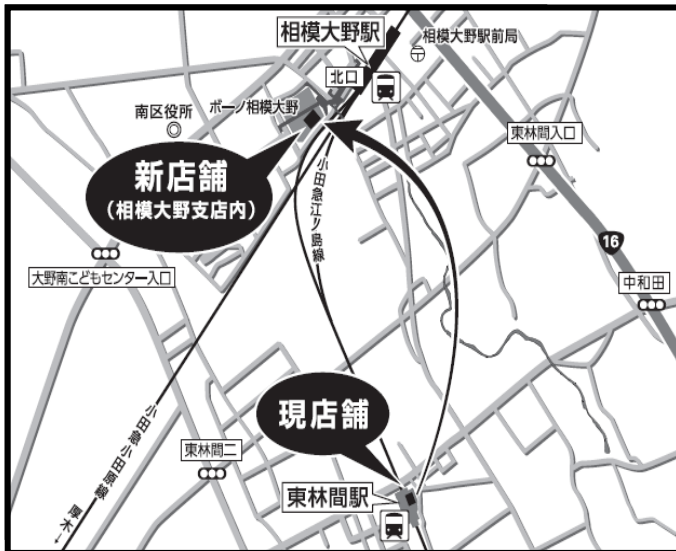 相模大野駅
相模大野駅前局
北口
ボーノ相模大野
南区役所
東林間入口
新店舗
（相模大野支店内）
小田急江ノ島線
16
大野南こどもセンター入口
中和田
現店舗
小田急小田原線
東林間二
東林間駅
厚木→